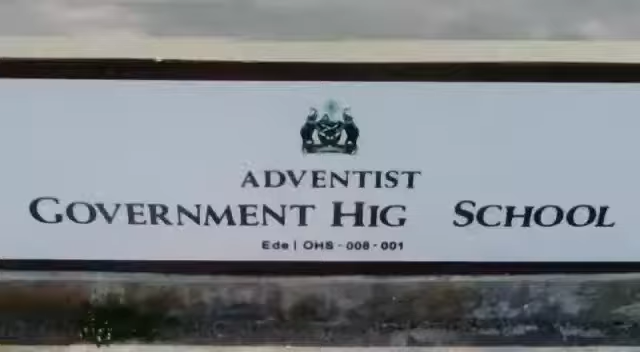 ADVENTIST
GOVERNMENT HIG SCHOOL
Ede | OHS - 008 - 001